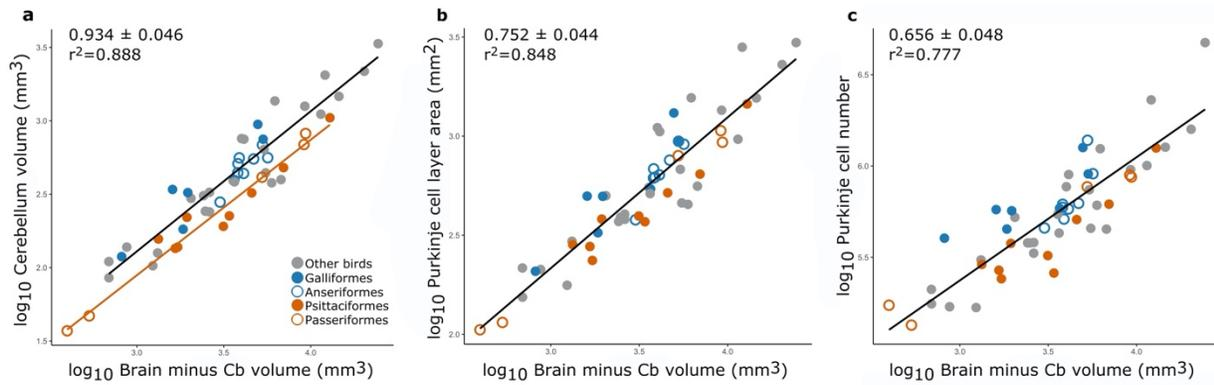 a
0.934 ± 0.046
r2=0.888
log10 Cerebellum volume (mm3)
3.5
3.0
2.5
2.0
1.5
3.0
3.5
4.0
log10 Brain minus Cb volume (mm3)
Other birds
Galliformes
Anseriformes
Psittaciformes
Passeriformes
b
0.752 ± 0.044
r2=0.848
log10 Purkinje cell layer area (mm2)
3.5
3.0
2.5
2.0
3.0
3.5
4.0
log10 Brain minus Cb volume (mm3)
c
0.656 ± 0.048
r2=0.777
log10 Purkinje cell number
6.5
6.0
5.5
3.0
3.5
4.0
log10 Brain minus Cb volume (mm3)